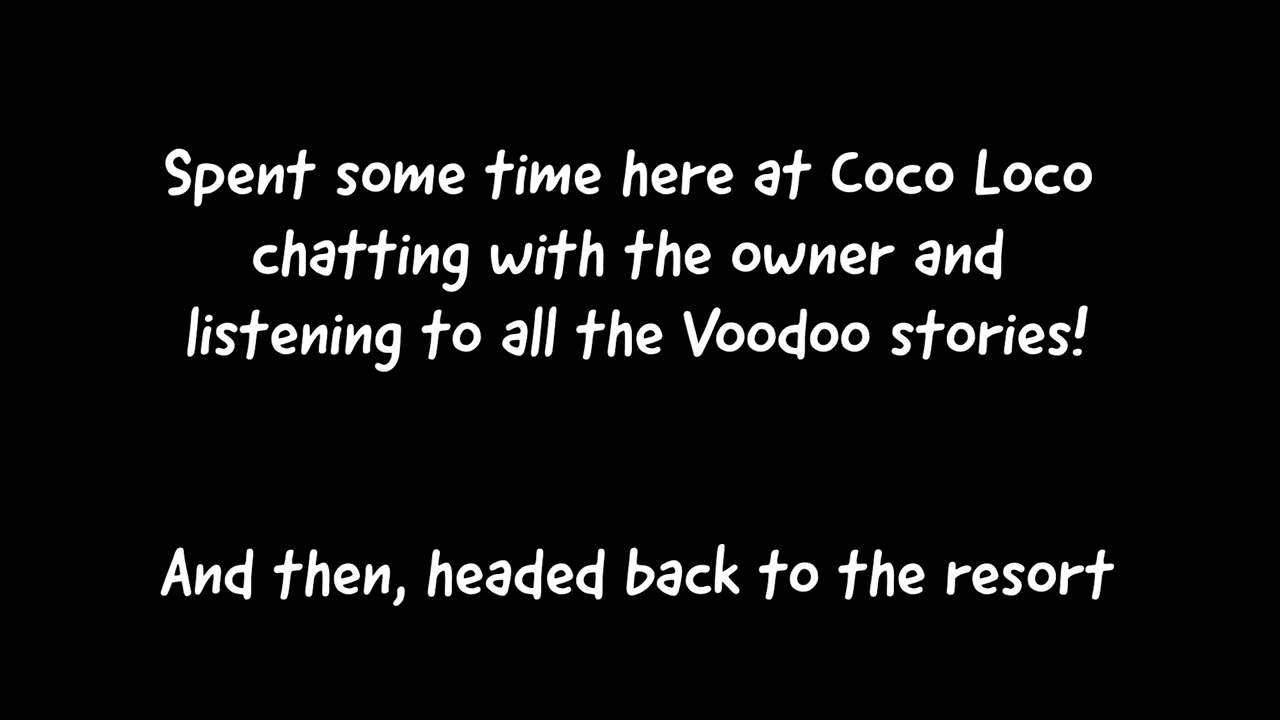 Spent some time here at Coco Loco
chatting with the owner and
listening to all the Voodoo stories!
And then, headed back to the resort